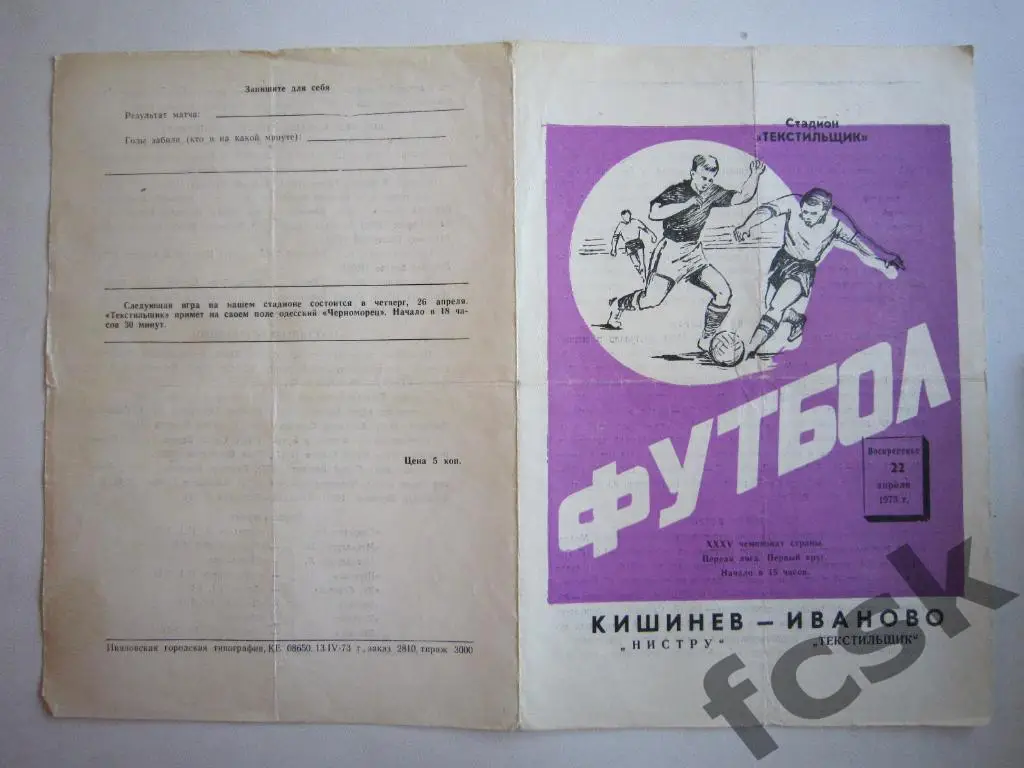 Запишите для себя
Результат матча:
Голы забили (кто и на какой минуте):
Следующая игра на нашем стадионе состоится в четверг, 26 апреля.
«Текстильщик» примет на своем поле одесский «Черноморец». Начало в 18 ча-
сов 30 минут.
Цена 5 коп.
Ивановская городская типография, КЕ 08650, 13.IV-73 г., заказ 2810, тираж 3000
Стадион
«ТЕКСТИЛЬЩИК»
ФУТБОЛ
Воскресенье
22
апреля
1973 г.
XXXV чемпионат страны
Первая лига. Первый круг
Начало в 18 часов.
КИШИНЕВ — ИВАНОВО
„НИСТРУ“ „ТЕКСТИЛЬЩИК“
fcsk